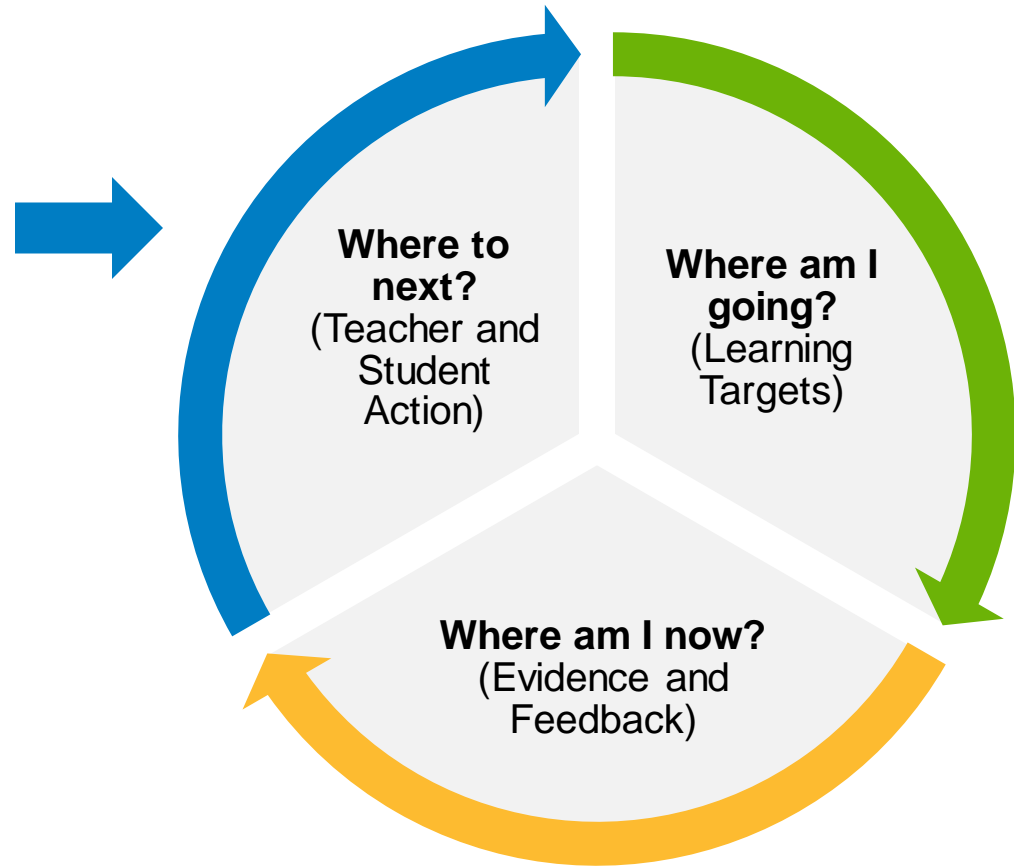 Where to
next?
(Teacher and
Student
Action)
Where am I
going?
(Learning
Targets)
Where am I now?
(Evidence and
Feedback)